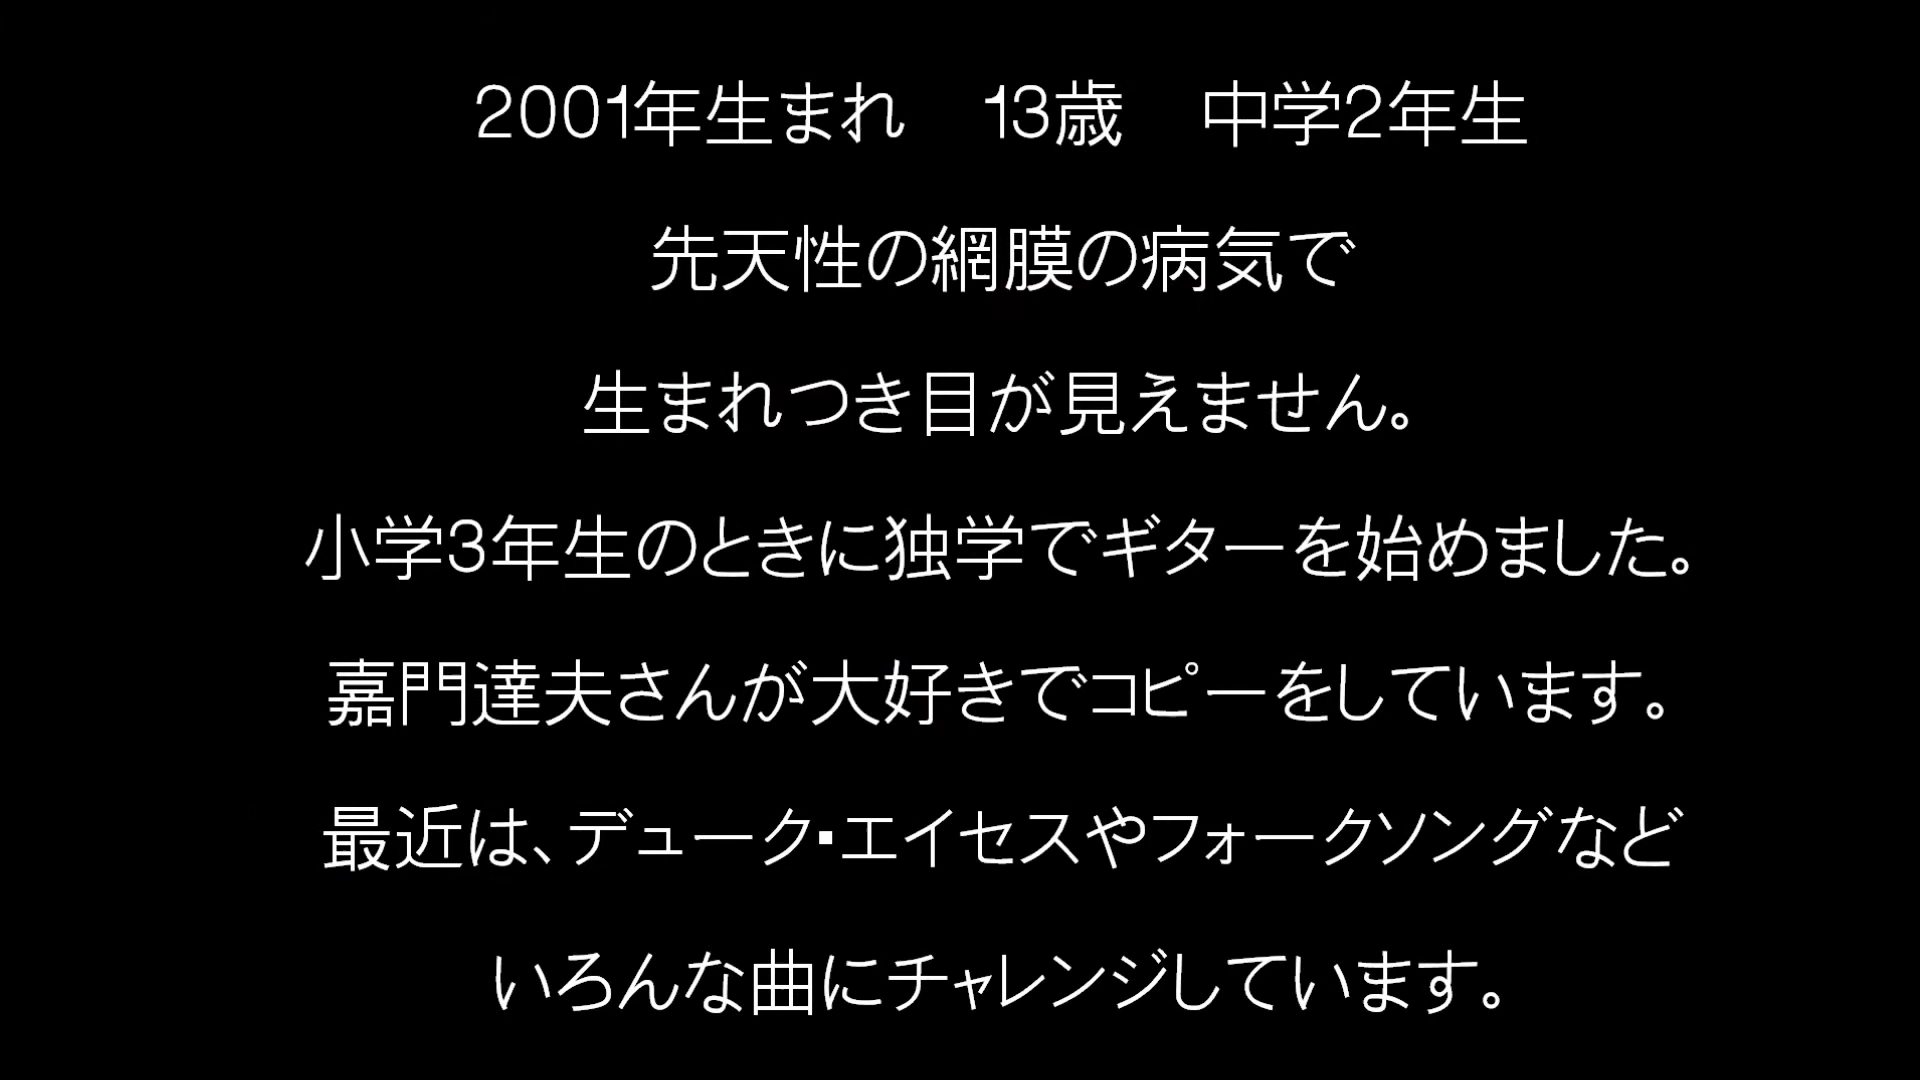 2001年生まれ　13歳　中学2年生
先天性の網膜の病気で
生まれつき目が見えません。
小学3年生のときに独学でギターを始めました。
嘉門達夫さんが大好きでコピーをしています。
最近は、デューク・エイセスやフォークソングなど
いろんな曲にチャレンジしています。